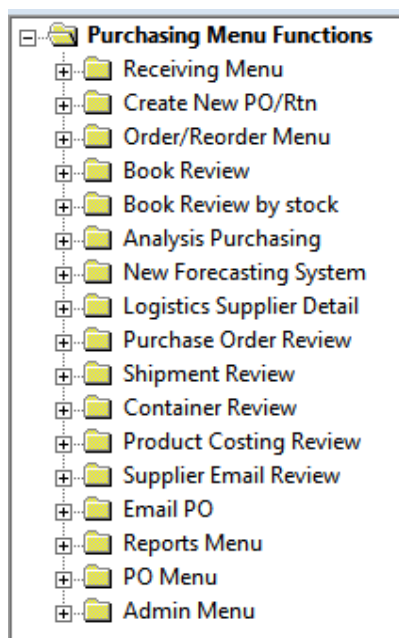 Purchasing Menu Functions
Receiving Menu
Create New PO/Rtn
Order/Reorder Menu
Book Review
Book Review by stock
Analysis Purchasing
New Forecasting System
Logistics Supplier Detail
Purchase Order Review
Shipment Review
Container Review
Product Costing Review
Supplier Email Review
Email PO
Reports Menu
PO Menu
Admin Menu